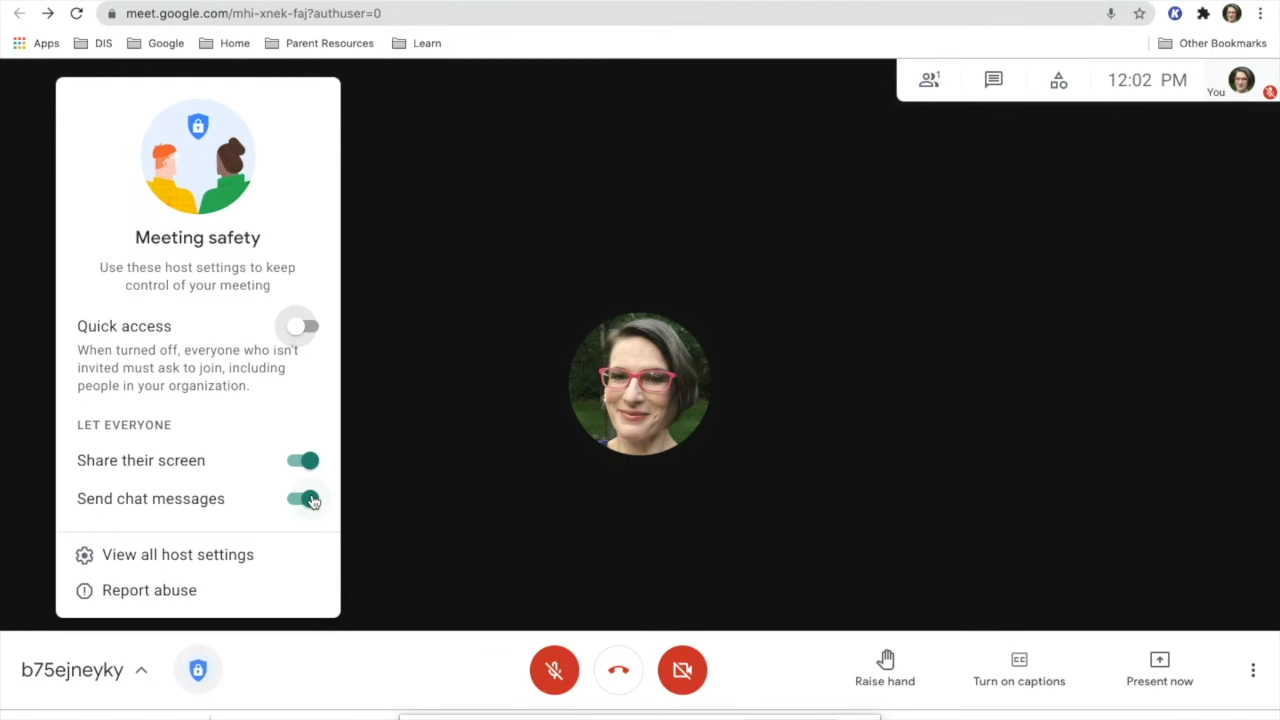 meet.google.com/mhi-xnek-faj?authuser=0
K
Apps
DIS
Google
Home
Parent Resources
Learn
Other Bookmarks
1
12:02 PM
You
Meeting safety
Use these host settings to keep
control of your meeting
Quick access
When turned off, everyone who isn't
invited must ask to join, including
people in your organization.
LET EVERYONE
Share their screen
Send chat messages
View all host settings
Report abuse
b75ejneyky
Raise hand
CC
Turn on captions
Present now